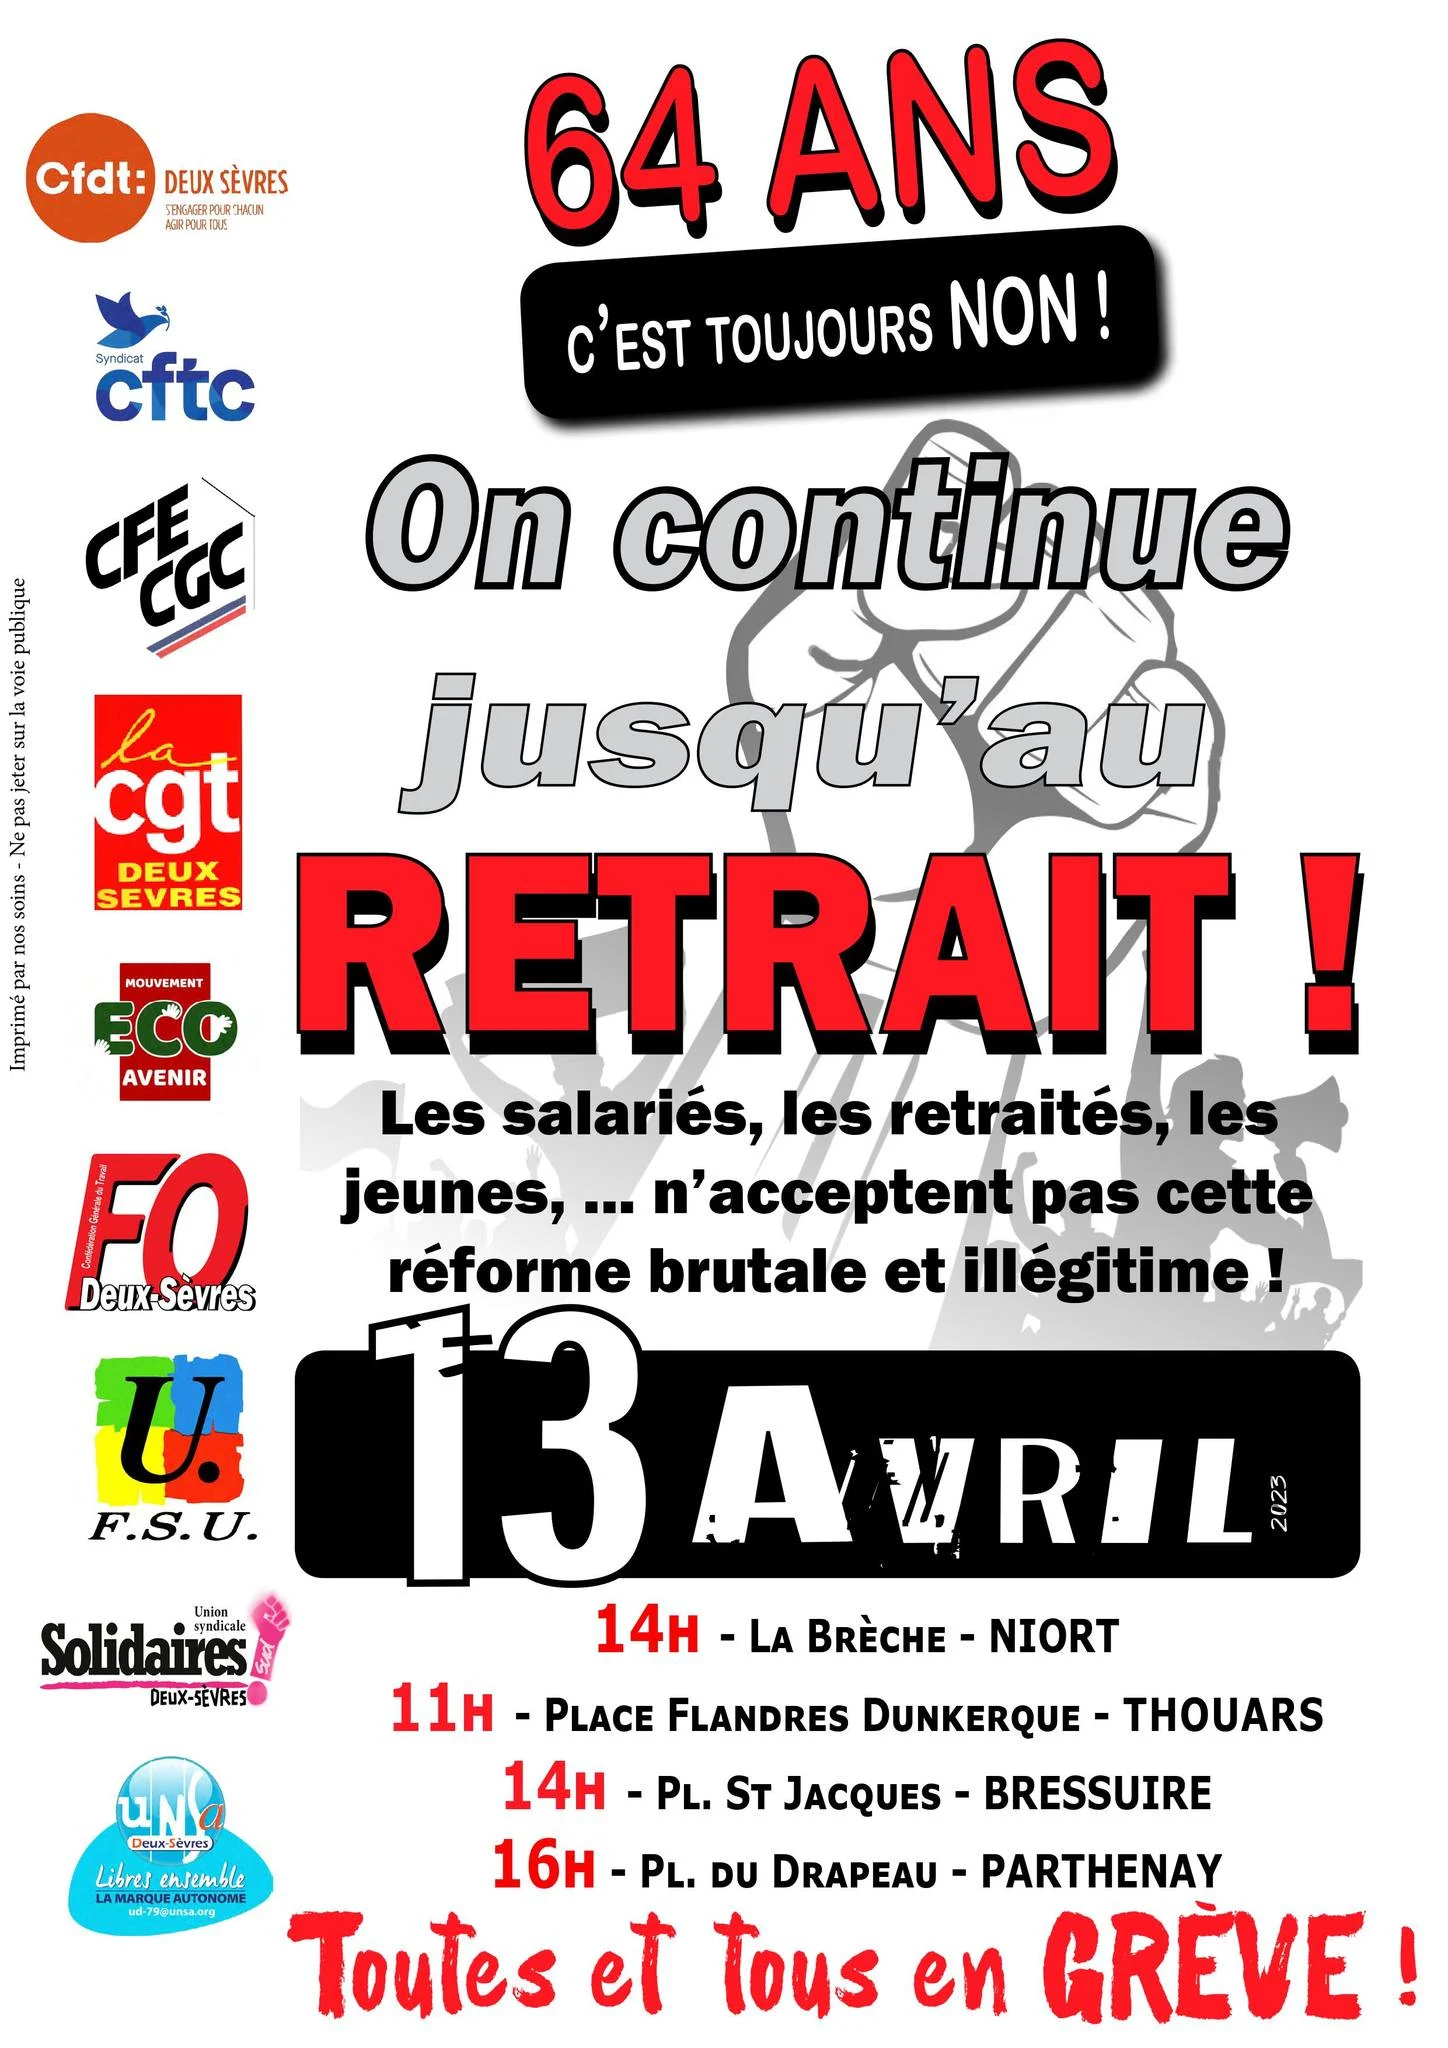 64 ANS
C'EST TOUJOURS NON !
On continue
jusqu'au
RETRAIT !
Les salariés, les retraités, les
jeunes, ... n'acceptent pas cette
réforme brutale et illégitime !
13 AVRIL 2023
14H - LA BRÈCHE - NIORT
11H - PLACE FLANDRES DUNKERQUE - THOUARS
14H - PL. ST JACQUES - BRESSUIRE
16H - PL. DU DRAPEAU - PARTHENAY
Toutes et tous en GRÈVE !
Cfdt: DEUX SÈVRES
S'ENGAGER POUR CHACUN
AGIR POUR TOUS
Syndicat
cftc
CFE
CGC
la
cgt
DEUX
SEVRES
MOUVEMENT
ECO
AVENIR
Confédération Générale du Travail
FO
Deux-Sèvres
U.
F.S.U.
Union
syndicale
Solidaires
Sud
DEUX-SÈVRES
UNSa
Deux-Sèvres
Libres ensemble
LA MARQUE AUTONOME
ud-79@unsa.org
Imprimé par nos soins - Ne pas jeter sur la voie publique